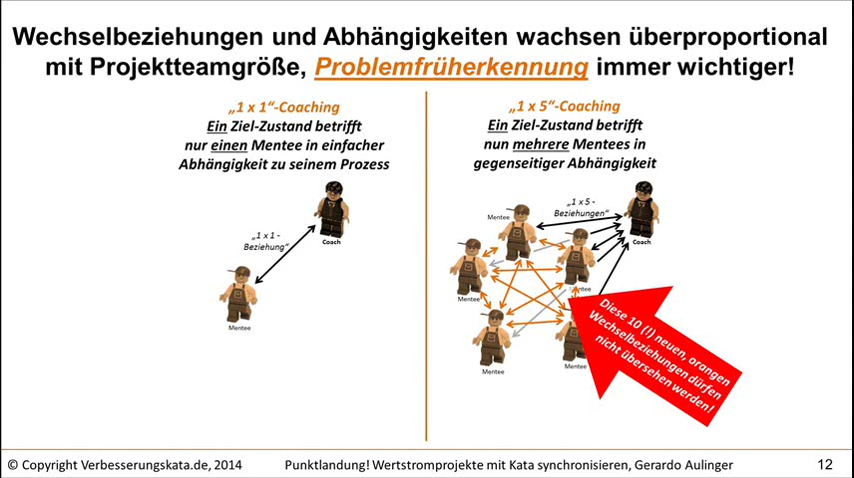 Wechselbeziehungen und Abhängigkeiten wachsen überproportional
mit Projektteamgröße, Problemfrüherkennung immer wichtiger!
„1 x 1“-Coaching
Ein Ziel-Zustand betrifft
nur einen Mentee in einfacher
Abhängigkeit zu seinem Prozess
„1 x 1 -
Beziehung“
Coach
Mentee
„1 x 5“-Coaching
Ein Ziel-Zustand betrifft
nun mehrere Mentees in
gegenseitiger Abhängigkeit
„1 x 5 -
Beziehungen“
Mentee
Coach
Mentee
Mentee
Mentee
Mentee
Diese 10 (!) neuen, orangen
Wechselbeziehungen dürfen
nicht übersehen werden!
© Copyright Verbesserungskata.de, 2014
Punktlandung! Wertstromprojekte mit Kata synchronisieren, Gerardo Aulinger
12